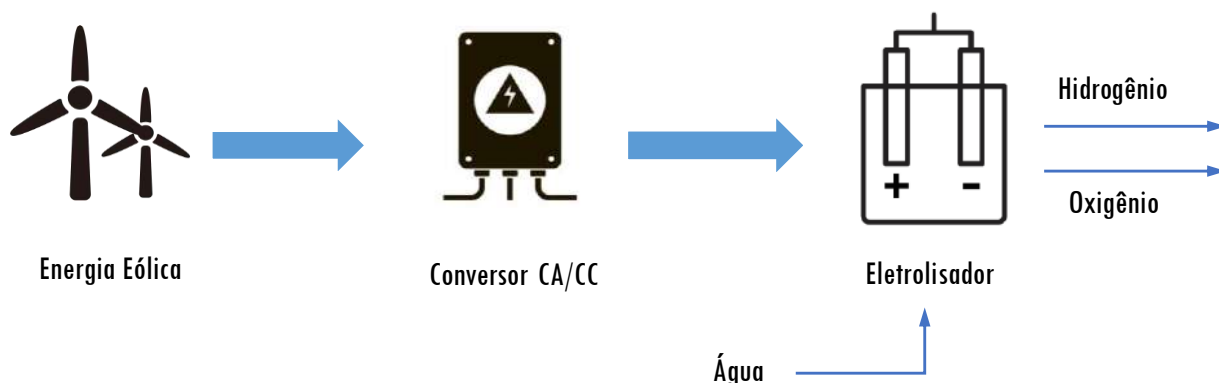 Hidrogênio
Oxigênio
Energia Eólica
Conversor CA/CC
Eletrolisador
Água
+ -